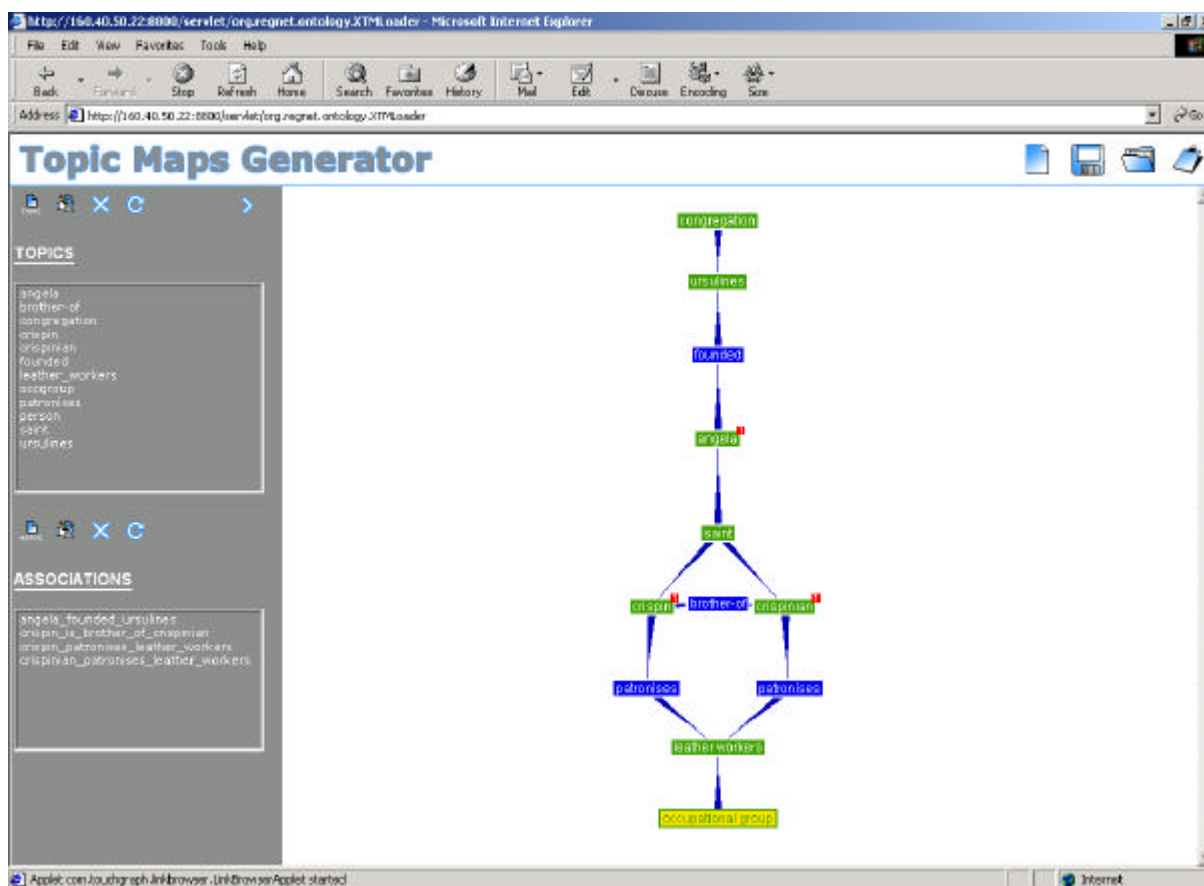 http://160.40.50.22:8800/servlet/org.regnet.ontology.XTMLoader - Microsoft Internet Explorer
File Edit View Favorites Tools Help
Back Forward Stop Refresh Home Search Favorites History Mail Edit Discuss Encoding Size
Address http://160.40.50.22:8800/servlet/org.regnet.ontology.XTMLoader Go
Topic Maps Generator
TOPICS
angela
brother-of
congregation
crispin
crispinian
founded
leather_workers
occgroup
patronises
person
saint
ursulines
ASSOCIATIONS
angela_founded_ursulines
crispin_is_brother_of_crispinian
crispin_patronises_leather_workers
crispinian_patronises_leather_workers
congregation
ursulines
founded
angela
saint
crispin brother-of crispinian
patronises patronises
leather workers
occupational group
Applet com.touchgraph.linkbrowser.LinkBrowserApplet started Internet